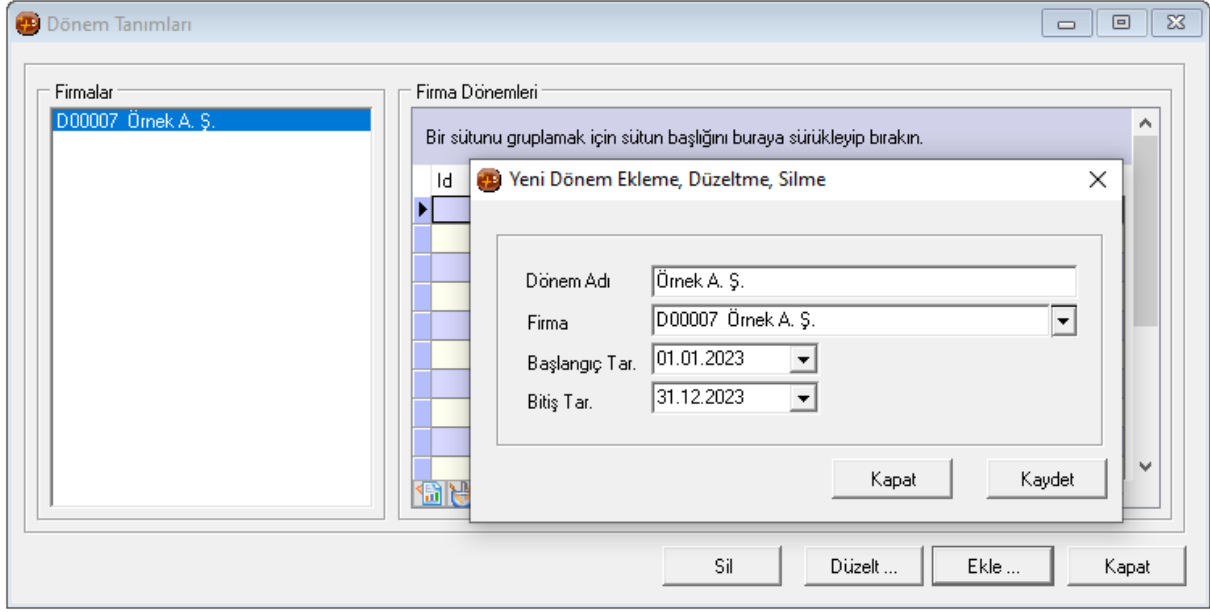 Dönem Tanımları
Firmalar
D00007 Örnek A. Ş.
Firma Dönemleri
Bir sütunu gruplamak için sütun başlığını buraya sürükleyip bırakın.
Id
Yeni Dönem Ekleme, Düzeltme, Silme
Dönem Adı
Örnek A. Ş.
Firma
D00007 Örnek A. Ş.
Başlangıç Tar.
01.01.2023
Bitiş Tar.
31.12.2023
Kapat
Kaydet
Sil
Düzelt ...
Ekle ...
Kapat